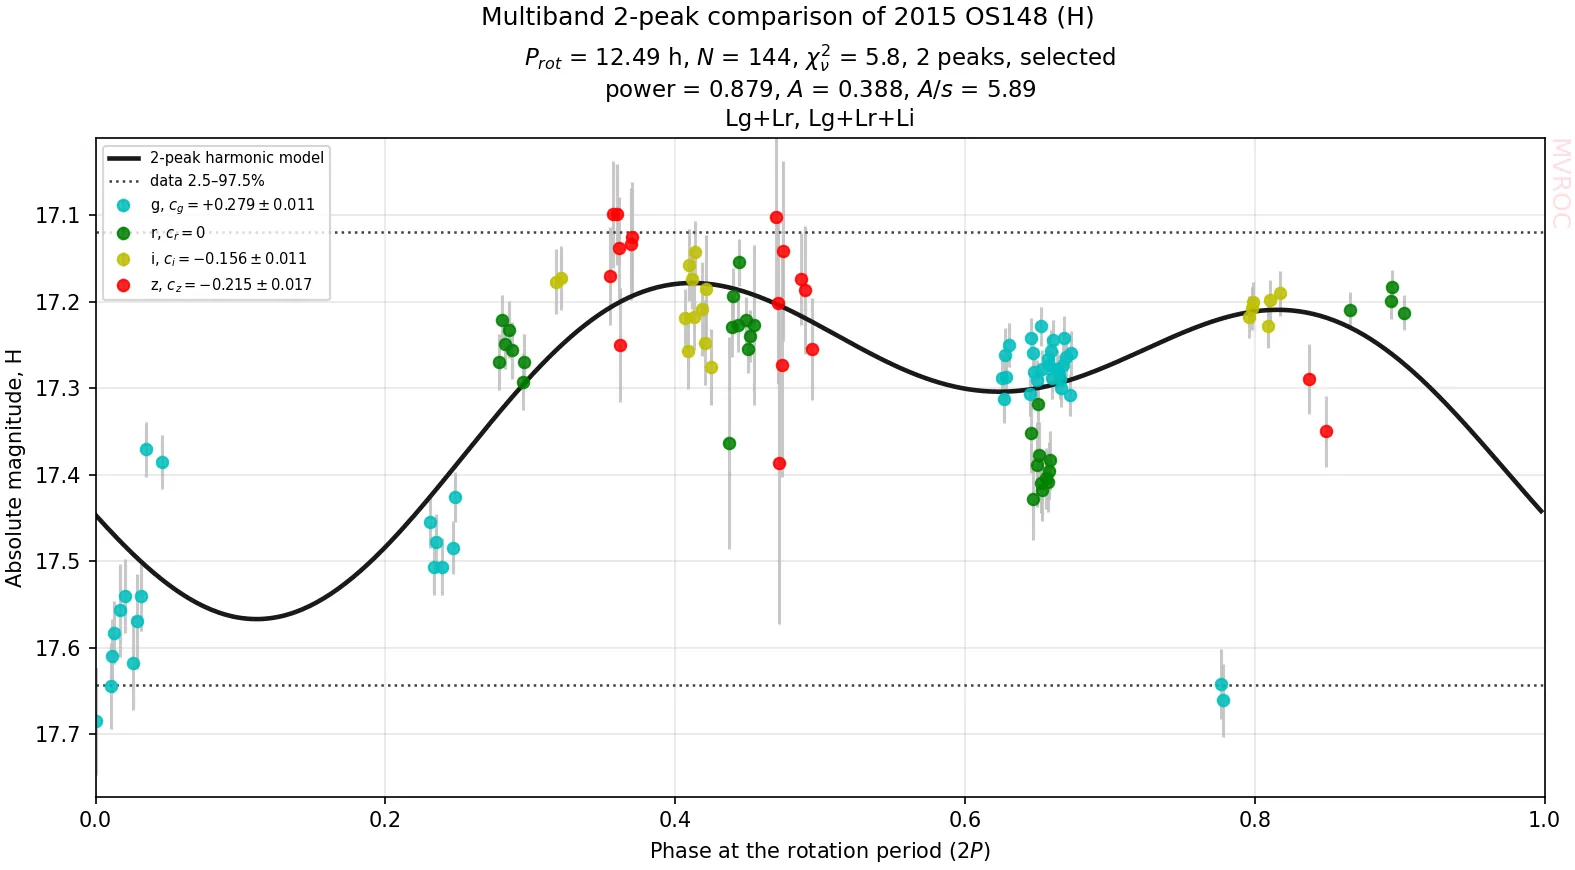 Multiband 2-peak comparison of 2015 OS148 (H)
P_rot = 12.49 h, N = 144, χ²_ν = 5.8, 2 peaks, selected
power = 0.879, A = 0.388, A/s = 5.89
Lg+Lr, Lg+Lr+Li
2-peak harmonic model
data 2.5–97.5%
g, c_g = +0.279 ± 0.011
r, c_r = 0
i, c_i = −0.156 ± 0.011
z, c_z = −0.215 ± 0.017
MVROC
Absolute magnitude, H
17.1
17.2
17.3
17.4
17.5
17.6
17.7
0.0 0.2 0.4 0.6 0.8 1.0
Phase at the rotation period (2P)